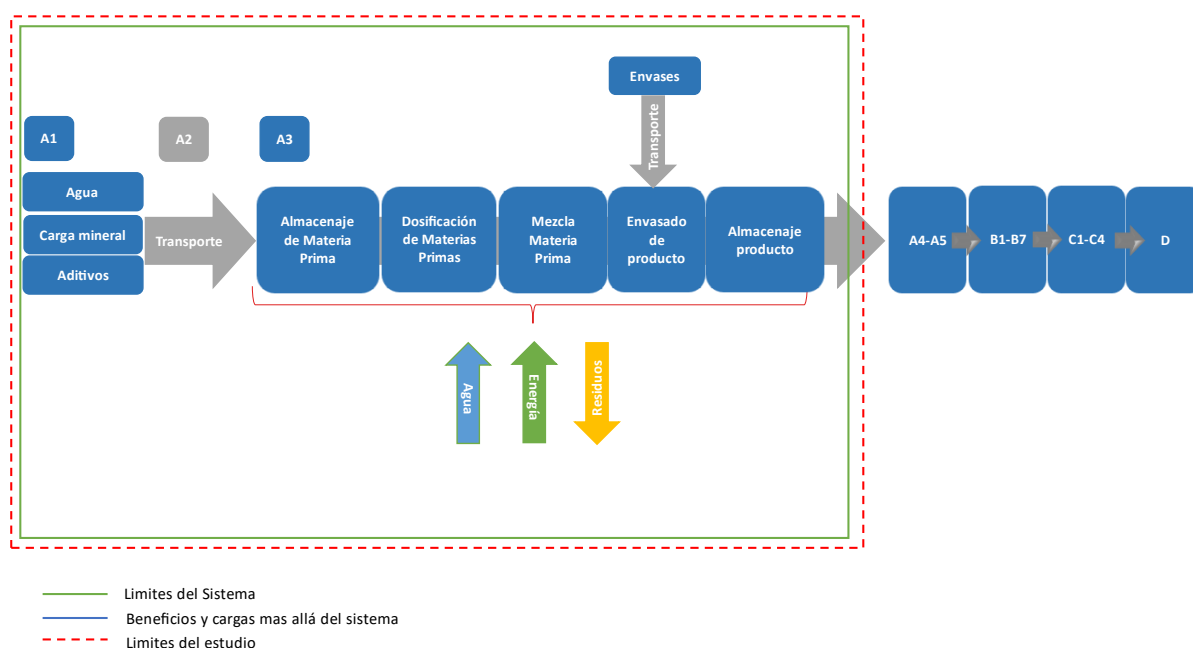 Envases
Transporte
A1
A2
A3
Agua
Carga mineral
Aditivos
Transporte
Almacenaje
de Materia
Prima
Dosificación
de Materias
Primas
Mezcla
Materia
Prima
Envasado
de
producto
Almacenaje
producto
A4-A5
B1-B7
C1-C4
D
Agua
Energía
Residuos
Limites del Sistema
Beneficios y cargas mas allá del sistema
Limites del estudio